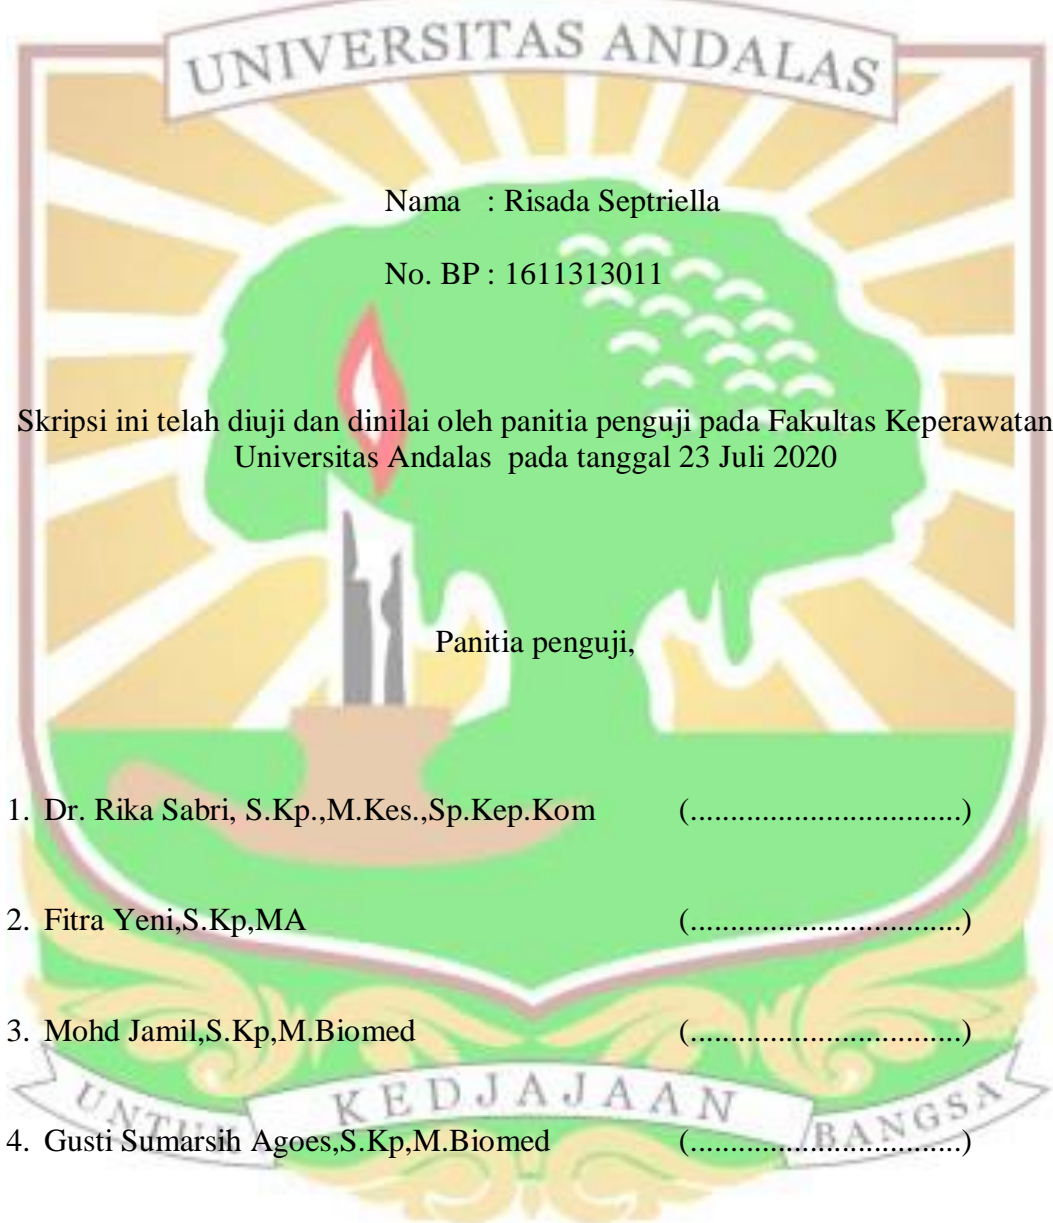 UNIVERSITAS ANDALAS
Nama : Risada Septriella
No. BP : 1611313011
Skripsi ini telah diuji dan dinilai oleh panitia penguji pada Fakultas Keperawatan
Universitas Andalas pada tanggal 23 Juli 2020
Panitia penguji,
1. Dr. Rika Sabri, S.Kp.,M.Kes.,Sp.Kep.Kom (..................................)
2. Fitra Yeni,S.Kp,MA (..................................)
3. Mohd Jamil,S.Kp,M.Biomed (..................................)
UNTUK KEDJAJAAN BANGSA
4. Gusti Sumarsih Agoes,S.Kp,M.Biomed (..................................)